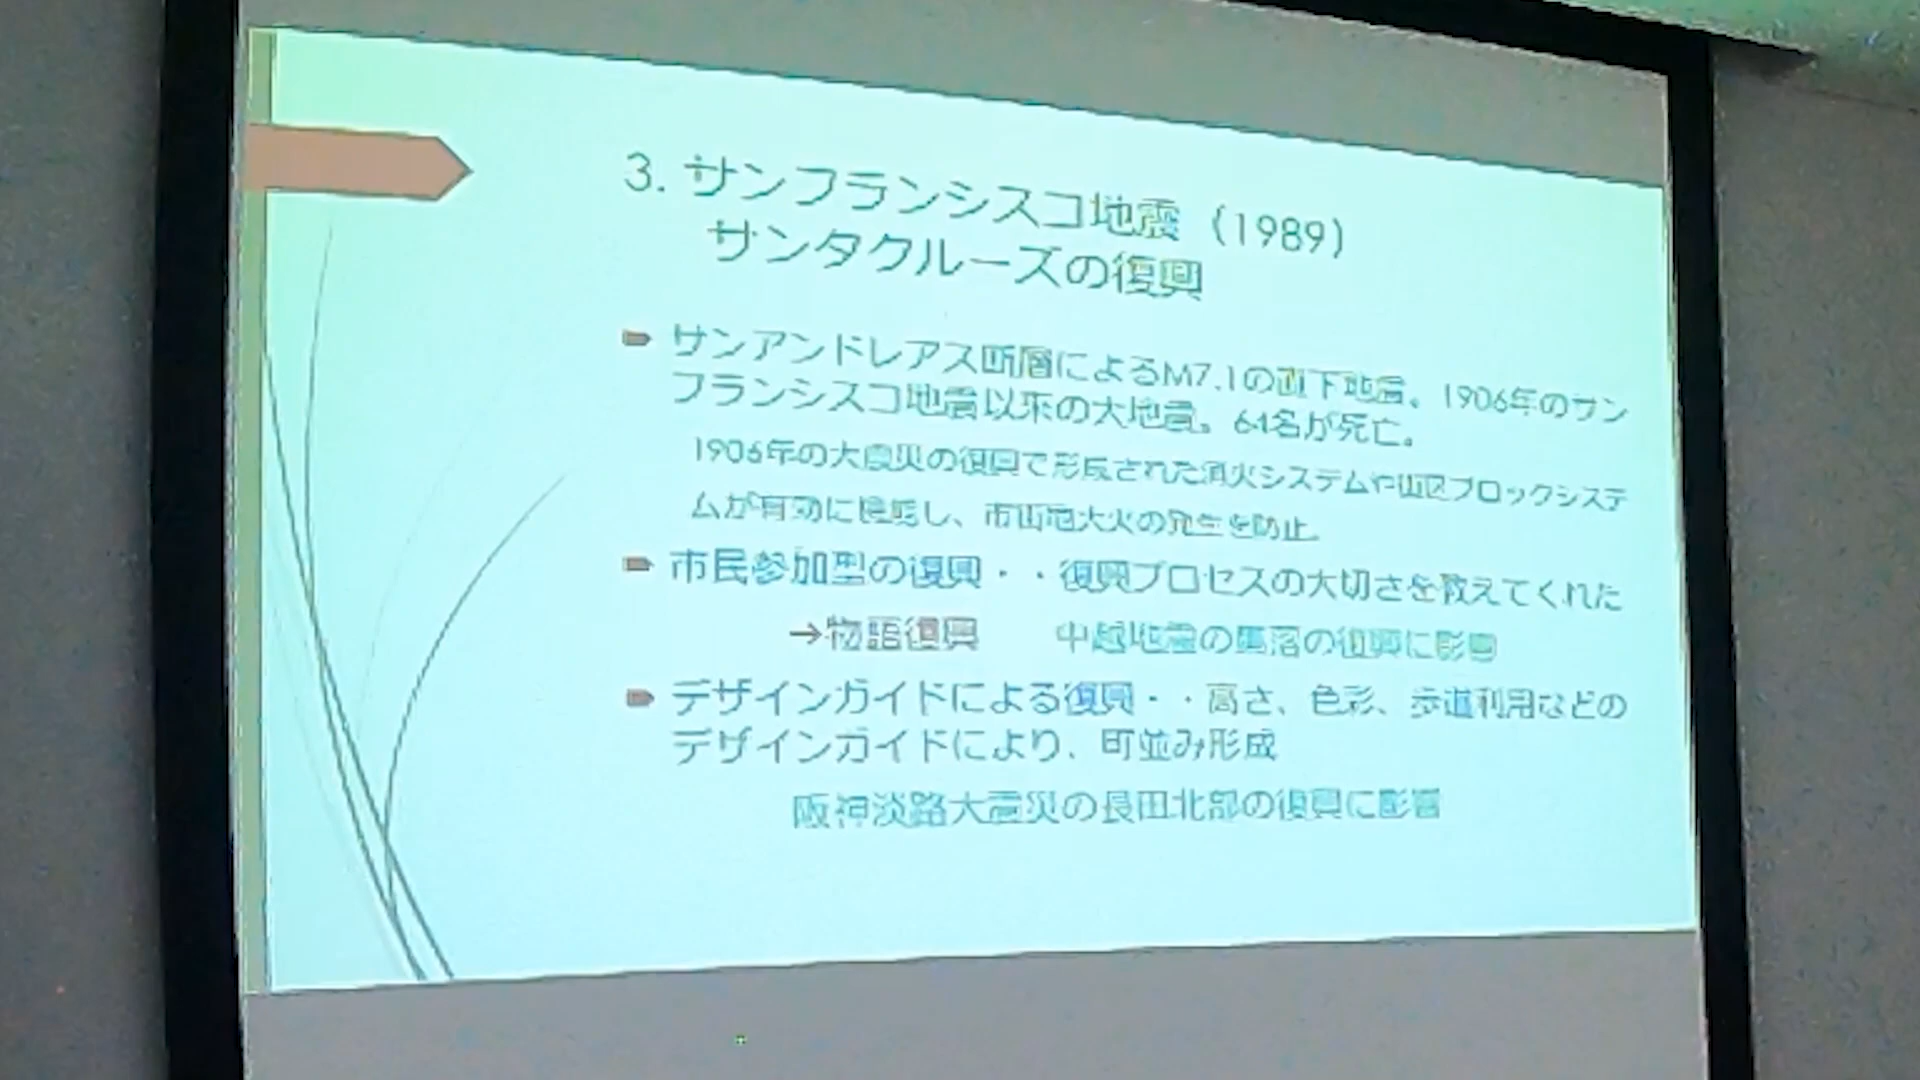 3. サンフランシスコ地震（1989）
サンタクルーズの復興
サンアンドレアス断層によるM7.1の直下地震。1906年のサン
フランシスコ地震以来の大地震。64名が死亡。
1906年の大震災の復興で形成された消火システムや街区ブロックシステ
ムが有効に機能し、市街地大火の発生を防止。
市民参加型の復興・・復興プロセスの大切さを教えてくれた
→物語復興 中越地震の集落の復興に影響
デザインガイドによる復興・・高さ、色彩、歩道利用などの
デザインガイドにより、町並み形成
阪神淡路大震災の長田北部の復興に影響